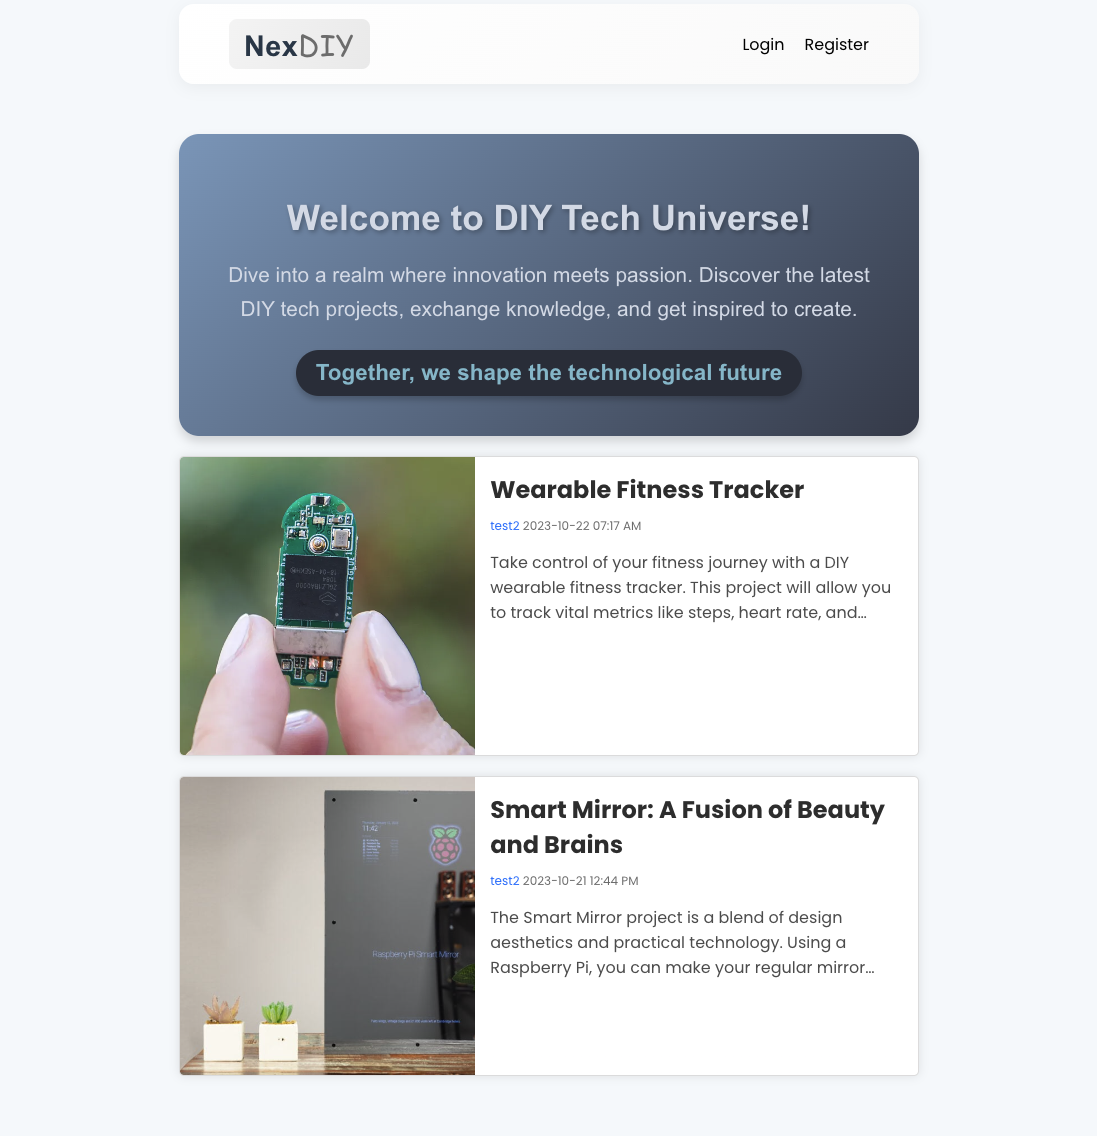 NexDIY
Login Register
Welcome to DIY Tech Universe!
Dive into a realm where innovation meets passion. Discover the latest
DIY tech projects, exchange knowledge, and get inspired to create.
Together, we shape the technological future
Wearable Fitness Tracker
test2 2023-10-22 07:17 AM
Take control of your fitness journey with a DIY
wearable fitness tracker. This project will allow you
to track vital metrics like steps, heart rate, and...
Smart Mirror: A Fusion of Beauty
and Brains
test2 2023-10-21 12:44 PM
The Smart Mirror project is a blend of design
aesthetics and practical technology. Using a
Raspberry Pi, you can make your regular mirror...
11:42
Raspberry Pi Smart Mirror